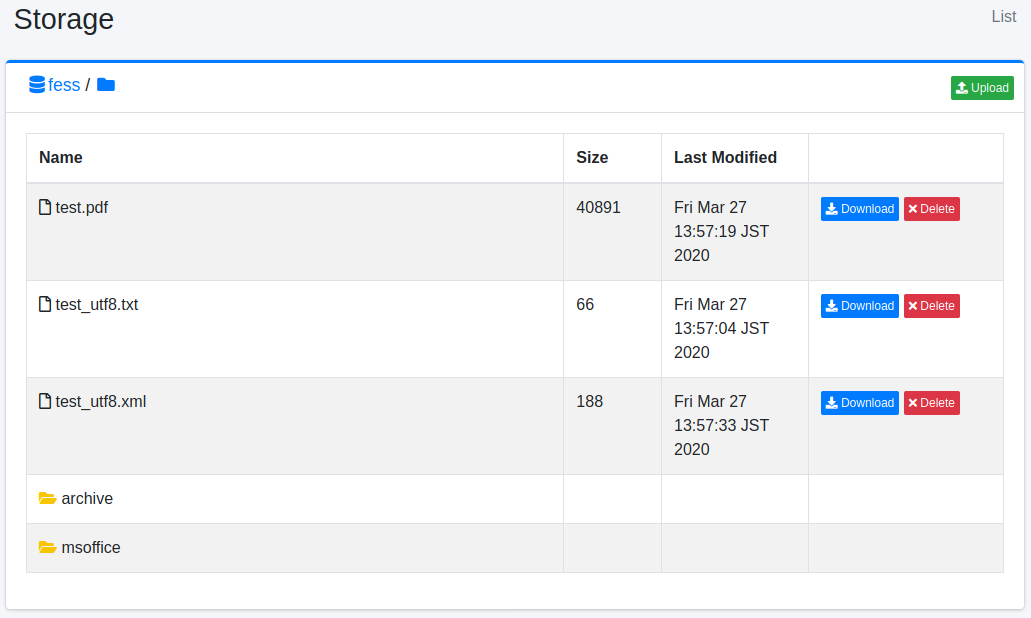 Storage
List
fess /
Upload
Name Size Last Modified
test.pdf 40891 Fri Mar 27 Download Delete
13:57:19 JST
2020
test_utf8.txt 66 Fri Mar 27 Download Delete
13:57:04 JST
2020
test_utf8.xml 188 Fri Mar 27 Download Delete
13:57:33 JST
2020
archive
msoffice